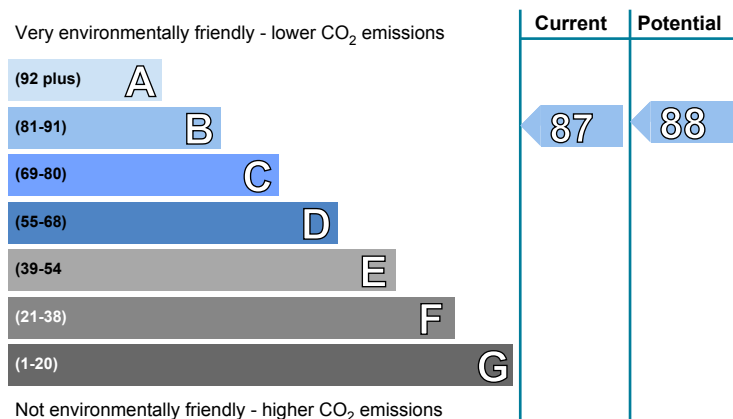 Very environmentally friendly - lower CO₂ emissions
Current Potential
(92 plus) A
(81-91) B
87 88
(69-80) C
(55-68) D
(39-54 E
(21-38) F
(1-20) G
Not environmentally friendly - higher CO₂ emissions